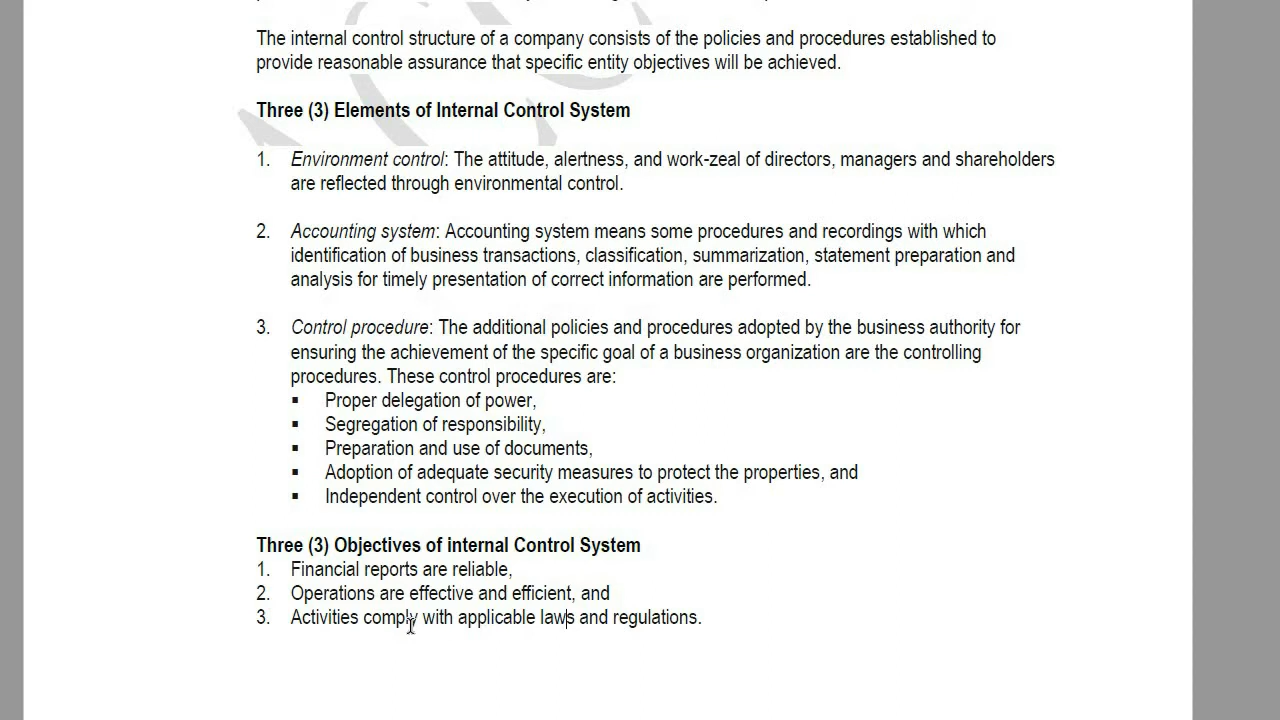 The internal control structure of a company consists of the policies and procedures established to
provide reasonable assurance that specific entity objectives will be achieved.
Three (3) Elements of Internal Control System
1. Environment control: The attitude, alertness, and work-zeal of directors, managers and shareholders
are reflected through environmental control.
2. Accounting system: Accounting system means some procedures and recordings with which
identification of business transactions, classification, summarization, statement preparation and
analysis for timely presentation of correct information are performed.
3. Control procedure: The additional policies and procedures adopted by the business authority for
ensuring the achievement of the specific goal of a business organization are the controlling
procedures. These control procedures are:
▪ Proper delegation of power,
▪ Segregation of responsibility,
▪ Preparation and use of documents,
▪ Adoption of adequate security measures to protect the properties, and
▪ Independent control over the execution of activities.
Three (3) Objectives of internal Control System
1. Financial reports are reliable,
2. Operations are effective and efficient, and
3. Activities comply with applicable laws and regulations.